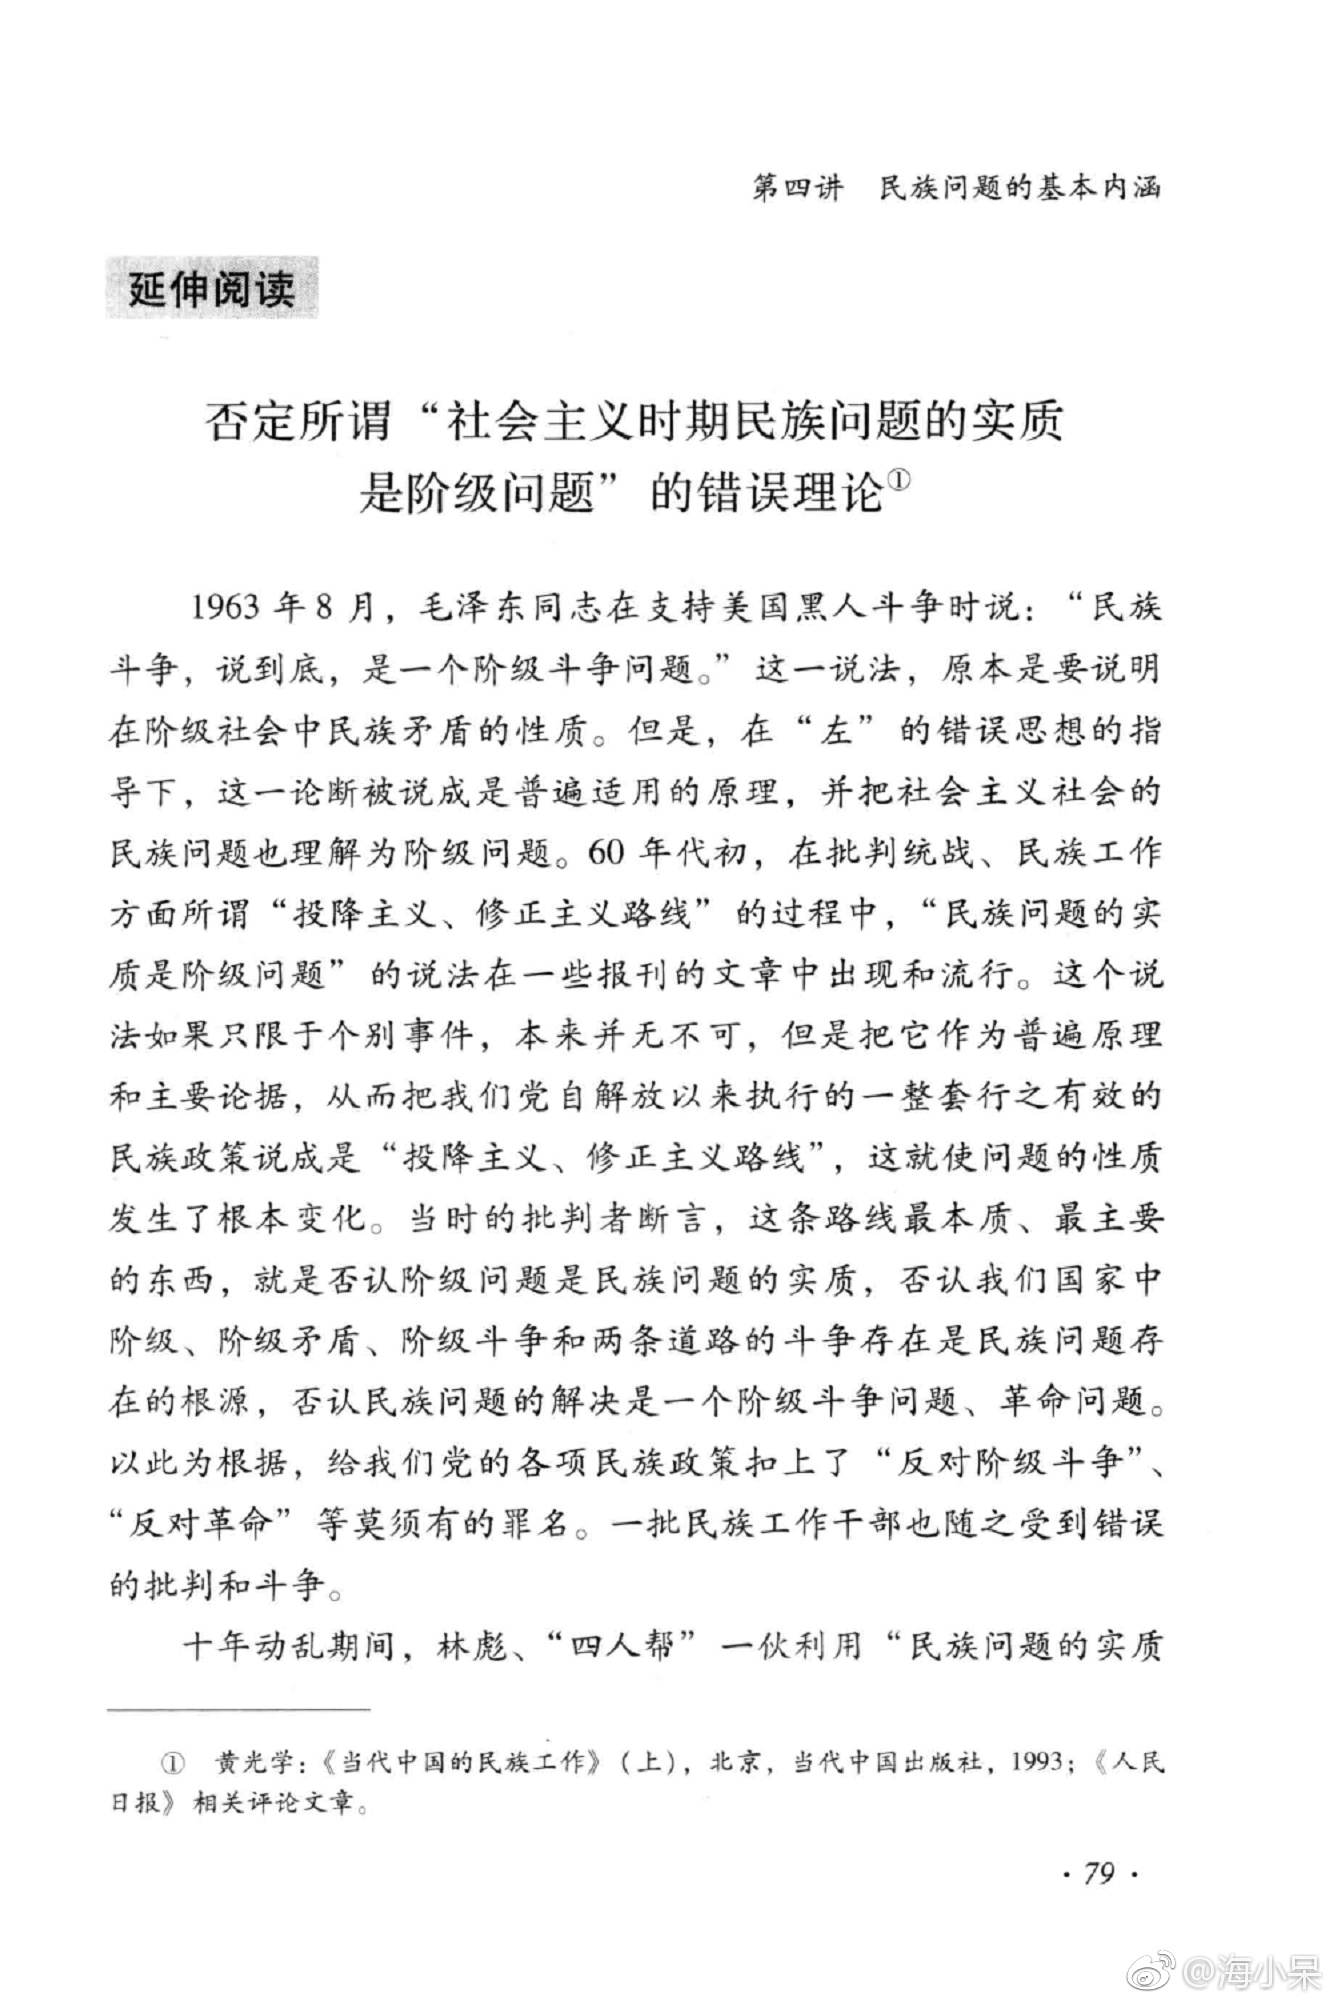 第四讲　民族问题的基本内涵
延伸阅读
否定所谓“社会主义时期民族问题的实质
是阶级问题”的错误理论①
1963年8月，毛泽东同志在支持美国黑人斗争时说：“民族
斗争，说到底，是一个阶级斗争问题。”这一说法，原本是要说明
在阶级社会中民族矛盾的性质。但是，在“左”的错误思想的指
导下，这一论断被说成是普遍适用的原理，并把社会主义社会的
民族问题也理解为阶级问题。60年代初，在批判统战、民族工作
方面所谓“投降主义、修正主义路线”的过程中，“民族问题的实
质是阶级问题”的说法在一些报刊的文章中出现和流行。这个说
法如果只限于个别事件，本来并无不可，但是把它作为普遍原理
和主要论据，从而把我们党自解放以来执行的一整套行之有效的
民族政策说成是“投降主义、修正主义路线”，这就使问题的性质
发生了根本变化。当时的批判者断言，这条路线最本质、最主要
的东西，就是否认阶级问题是民族问题的实质，否认我们国家中
阶级、阶级矛盾、阶级斗争和两条道路的斗争存在是民族问题存
在的根源，否认民族问题的解决是一个阶级斗争问题、革命问题。
以此为根据，给我们党的各项民族政策扣上了“反对阶级斗争”、
“反对革命”等莫须有的罪名。一批民族工作干部也随之受到错误
的批判和斗争。
十年动乱期间，林彪、“四人帮”一伙利用“民族问题的实质
①　黄光学：《当代中国的民族工作》（上），北京，当代中国出版社，1993；《人民
日报》相关评论文章。
·79·
@海小呆